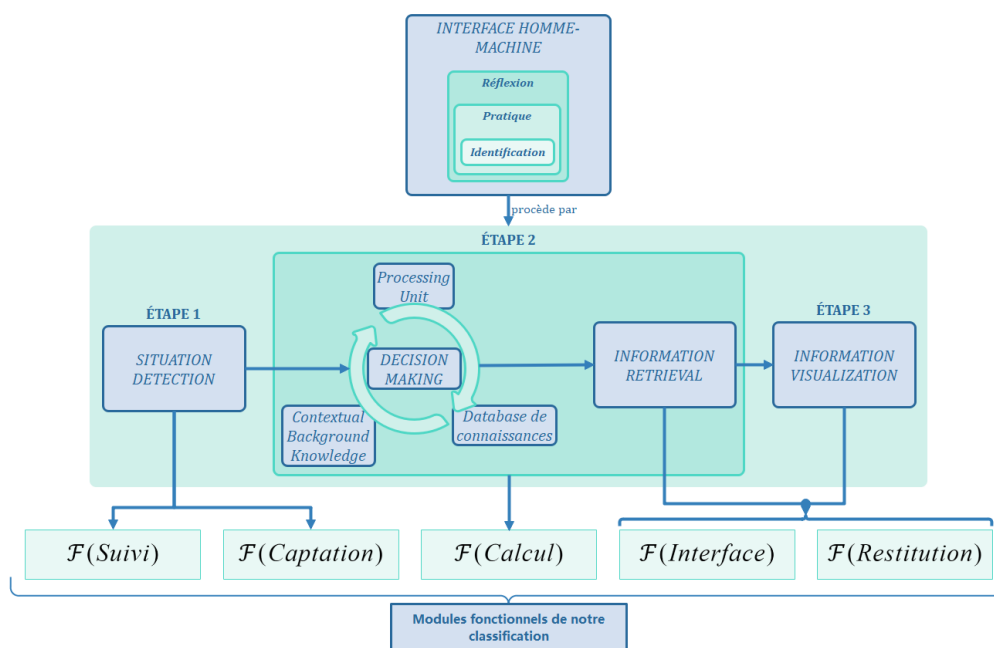 INTERFACE HOMME-
MACHINE
Réflexion
Pratique
Identification
procède par
ÉTAPE 2
Processing
Unit
ÉTAPE 1
ÉTAPE 3
SITUATION
DETECTION
DECISION
MAKING
INFORMATION
RETRIEVAL
INFORMATION
VISUALIZATION
Contextual
Background
Knowledge
Database de
connaissances
ℱ(Suivi)
ℱ(Captation)
ℱ(Calcul)
ℱ(Interface)
ℱ(Restitution)
Modules fonctionnels de notre
classification